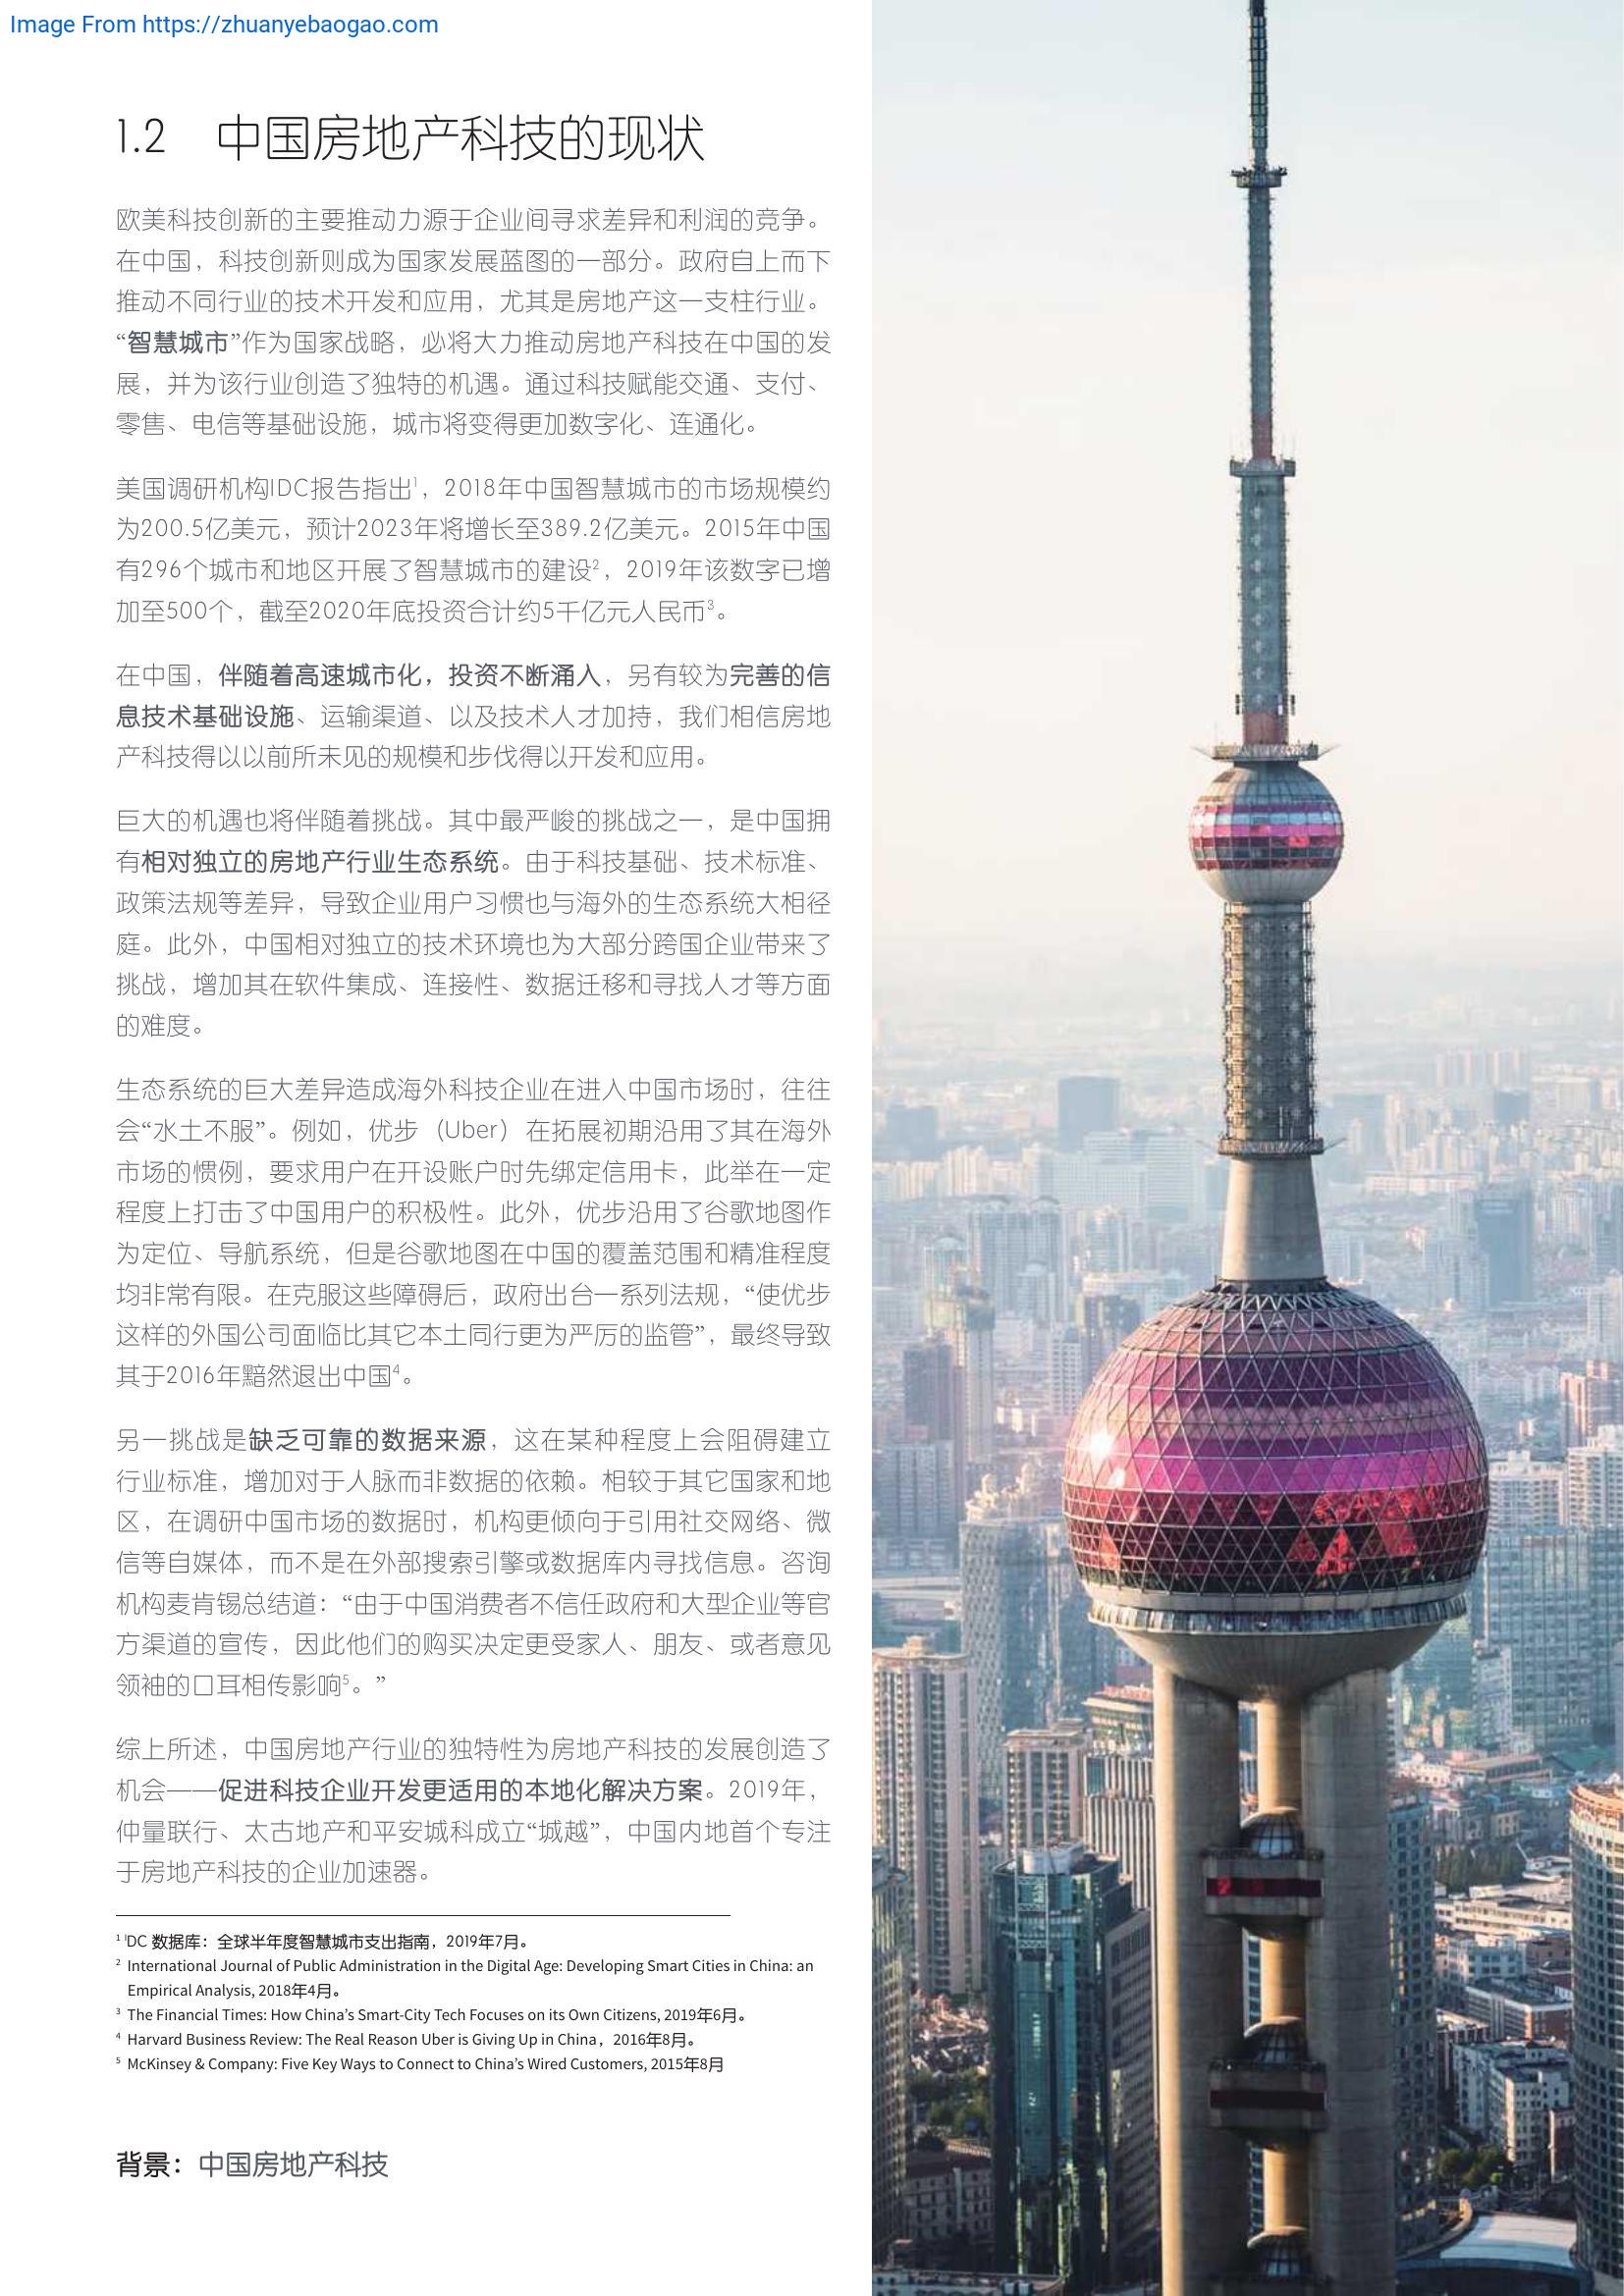 Image From https://zhuanyebaogao.com
1.2 中国房地产科技的现状
欧美科技创新的主要推动力源于企业间寻求差异和利润的竞争。
在中国，科技创新则成为国家发展蓝图的一部分。政府自上而下
推动不同行业的技术开发和应用，尤其是房地产这一支柱行业。
“智慧城市”作为国家战略，必将大力推动房地产科技在中国的发
展，并为该行业创造了独特的机遇。通过科技赋能交通、支付、
零售、电信等基础设施，城市将变得更加数字化、连通化。
美国调研机构IDC报告指出1，2018年中国智慧城市的市场规模约
为200.5亿美元，预计2023年将增长至389.2亿美元。2015年中国
有296个城市和地区开展了智慧城市的建设2，2019年该数字已增
加至500个，截至2020年底投资合计约5千亿元人民币3。
在中国，伴随着高速城市化，投资不断涌入，另有较为完善的信
息技术基础设施、运输渠道、以及技术人才加持，我们相信房地
产科技得以以前所未见的规模和步伐得以开发和应用。
巨大的机遇也将伴随着挑战。其中最严峻的挑战之一，是中国拥
有相对独立的房地产行业生态系统。由于科技基础、技术标准、
政策法规等差异，导致企业用户习惯也与海外的生态系统大相径
庭。此外，中国相对独立的技术环境也为大部分跨国企业带来了
挑战，增加其在软件集成、连接性、数据迁移和寻找人才等方面
的难度。
生态系统的巨大差异造成海外科技企业在进入中国市场时，往往
会“水土不服”。例如，优步（Uber）在拓展初期沿用了其在海外
市场的惯例，要求用户在开设账户时先绑定信用卡，此举在一定
程度上打击了中国用户的积极性。此外，优步沿用了谷歌地图作
为定位、导航系统，但是谷歌地图在中国的覆盖范围和精准程度
均非常有限。在克服这些障碍后，政府出台一系列法规，“使优步
这样的外国公司面临比其它本土同行更为严厉的监管”，最终导致
其于2016年黯然退出中国4。
另一挑战是缺乏可靠的数据来源，这在某种程度上会阻碍建立
行业标准，增加对于人脉而非数据的依赖。相较于其它国家和地
区，在调研中国市场的数据时，机构更倾向于引用社交网络、微
信等自媒体，而不是在外部搜索引擎或数据库内寻找信息。咨询
机构麦肯锡总结道：“由于中国消费者不信任政府和大型企业等官
方渠道的宣传，因此他们的购买决定更受家人、朋友、或者意见
领袖的口耳相传影响5。”
综上所述，中国房地产行业的独特性为房地产科技的发展创造了
机会——促进科技企业开发更适用的本地化解决方案。2019年，
仲量联行、太古地产和平安城科成立“城越”，中国内地首个专注
于房地产科技的企业加速器。
1 IDC 数据库：全球半年度智慧城市支出指南，2019年7月。
2 International Journal of Public Administration in the Digital Age: Developing Smart Cities in China: an
Empirical Analysis, 2018年4月。
3 The Financial Times: How China’s Smart-City Tech Focuses on its Own Citizens, 2019年6月。
4 Harvard Business Review: The Real Reason Uber is Giving Up in China，2016年8月。
5 McKinsey & Company: Five Key Ways to Connect to China’s Wired Customers, 2015年8月
背景：中国房地产科技